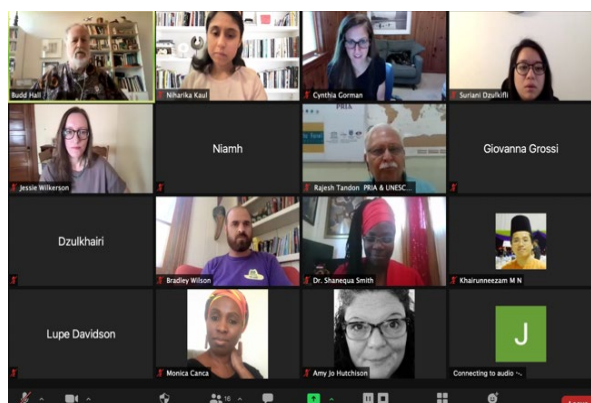 Budd Hall
Niharika Kaul
Cynthia Gorman
Suriani Dzulkifli
PRIA
Jessie Wilkerson
Niamh
Rajesh Tandon PRIA & UNESC...
Giovanna Grossi
Dzulkhairi
Bradley Wilson
Dr. Shanequa Smith
Khairunneezam M N
Lupe Davidson
Monica Canca
Amy Jo Hutchison
J
Connecting to audio
16